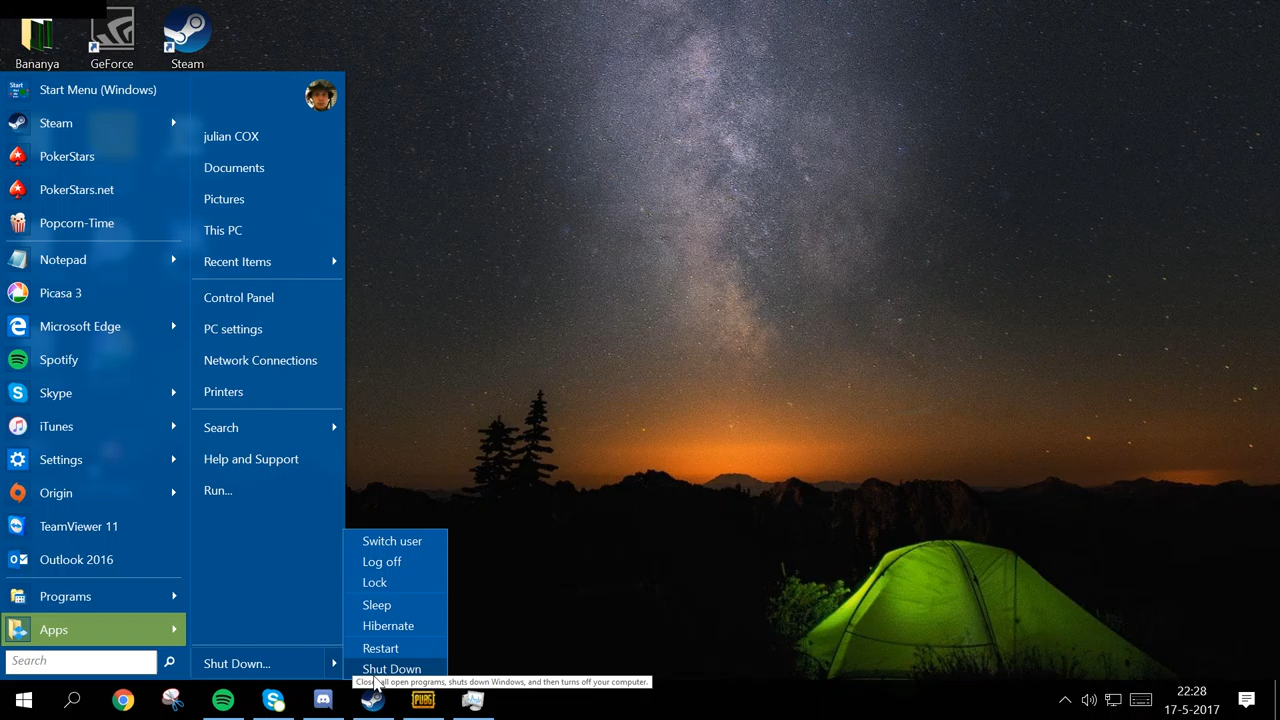 Bananya
GeForce
Steam
Start Menu (Windows)
Steam
PokerStars
PokerStars.net
Popcorn-Time
Notepad
Picasa 3
Microsoft Edge
Spotify
Skype
iTunes
Settings
Origin
TeamViewer 11
Outlook 2016
Programs
Apps
Search
julian COX
Documents
Pictures
This PC
Recent Items
Control Panel
PC settings
Network Connections
Printers
Search
Help and Support
Run...
Shut Down...
Switch user
Log off
Lock
Sleep
Hibernate
Restart
Shut Down
all open programs, shuts down Windows, and then turns off your computer.
PUBG
22:28
17-5-2017